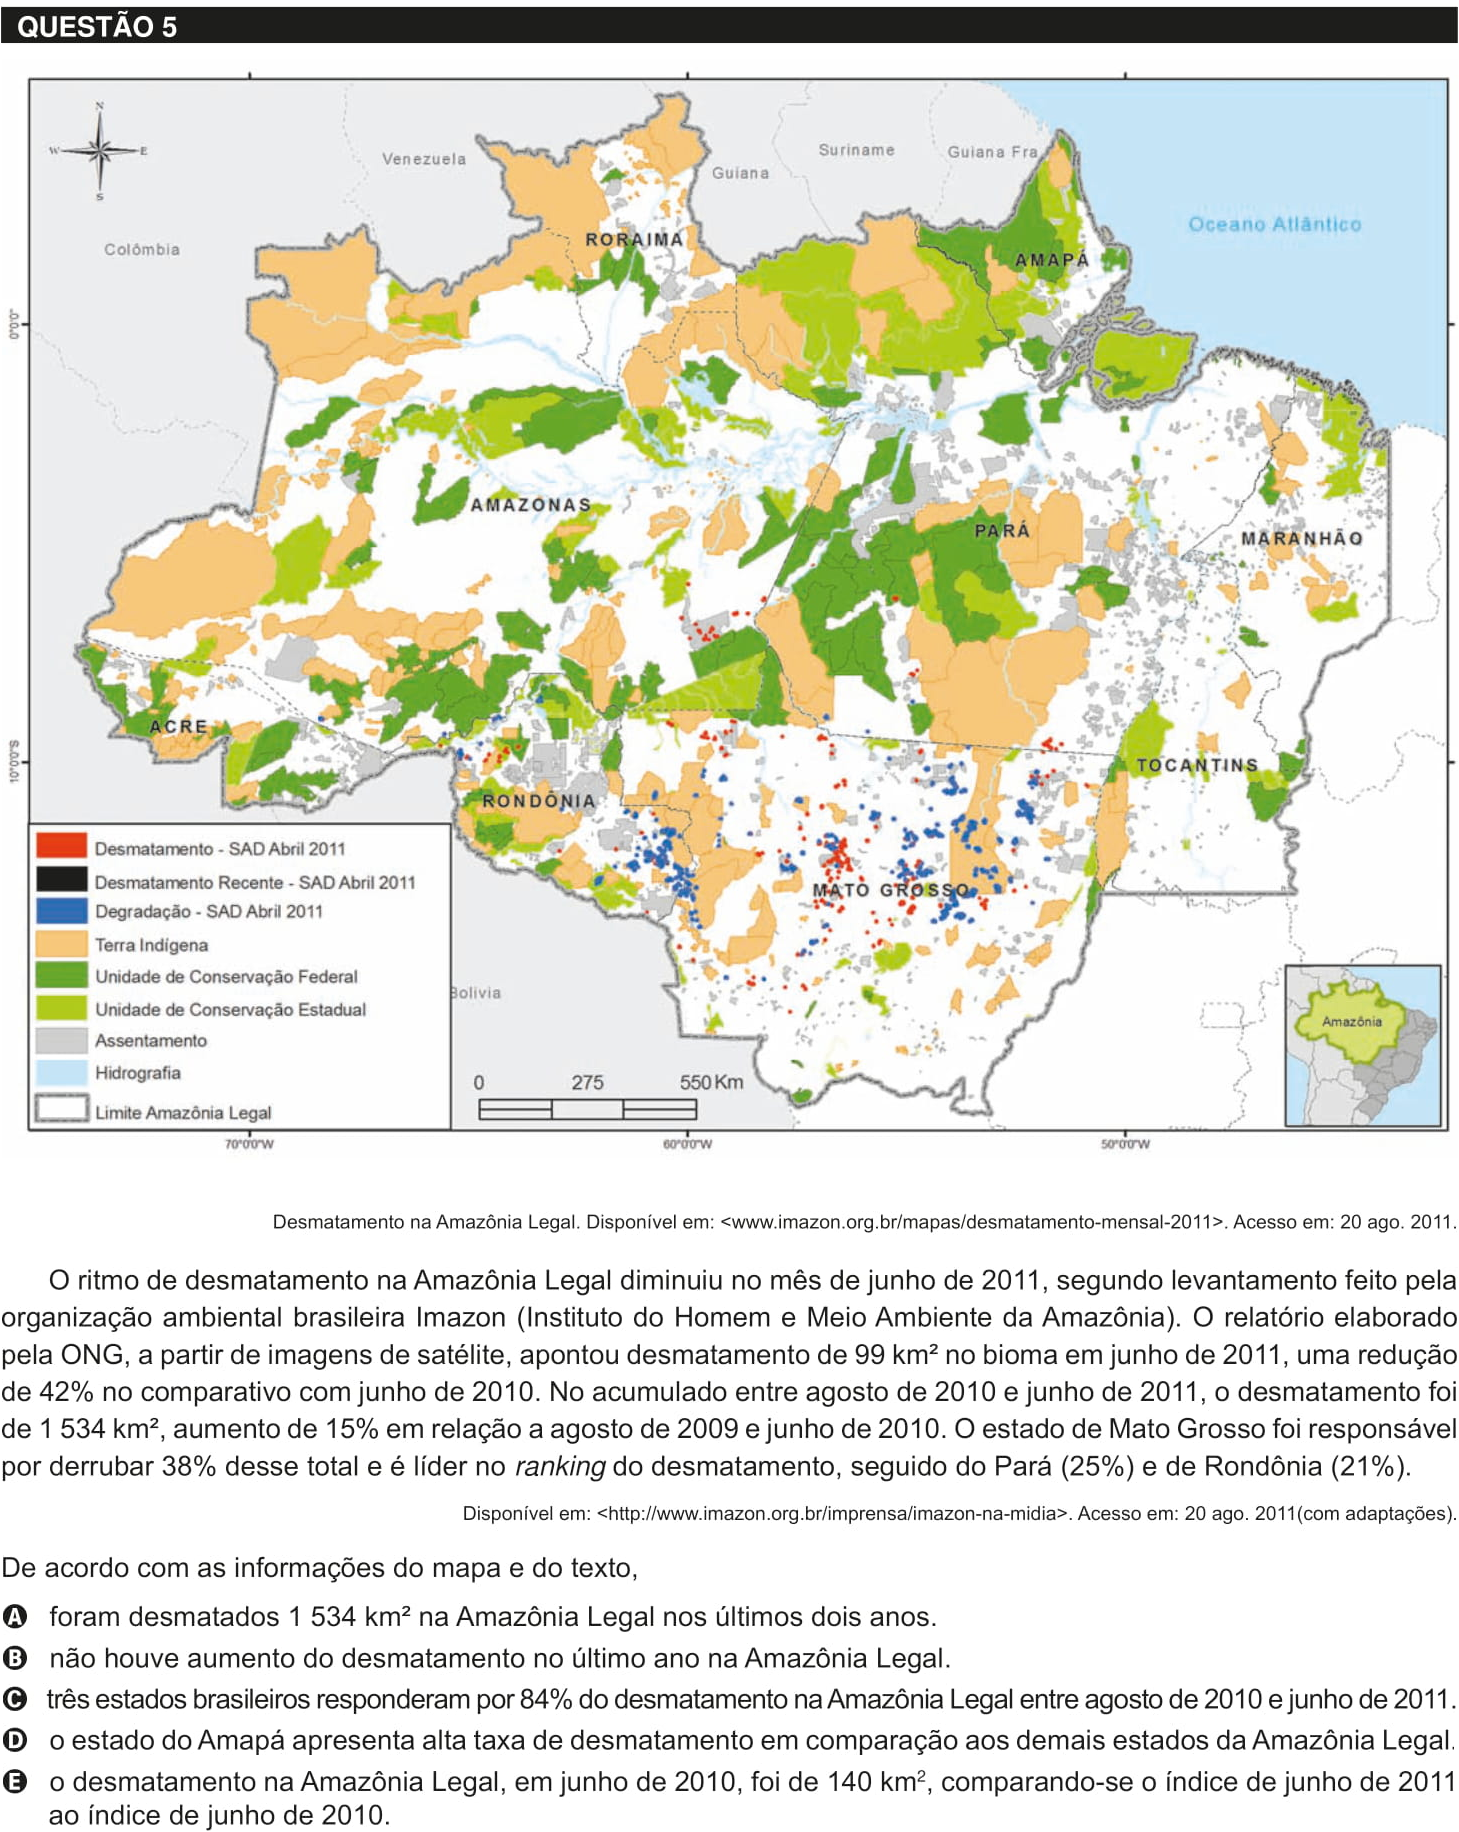 QUESTÃO 5
N
W
E
S
Venezuela
Suriname
Guiana Fra
Guiana
Colômbia
Oceano Atlântico
RORAIMA
AMAPÁ
0°0'0"
AMAZONAS
PARÁ
MARANHÃO
ACRE
10°0'0"S
TOCANTINS
RONDÔNIA
MATO GROSSO
Desmatamento - SAD Abril 2011
Desmatamento Recente - SAD Abril 2011
Degradação - SAD Abril 2011
Terra Indígena
Unidade de Conservação Federal
Unidade de Conservação Estadual
Assentamento
Hidrografia
Limite Amazônia Legal
Bolivia
0 275 550 Km
Amazônia
70°0'0"W 60°0'0"W 50°0'0"W
Desmatamento na Amazônia Legal. Disponível em: <www.imazon.org.br/mapas/desmatamento-mensal-2011>. Acesso em: 20 ago. 2011.
O ritmo de desmatamento na Amazônia Legal diminuiu no mês de junho de 2011, segundo levantamento feito pela
organização ambiental brasileira Imazon (Instituto do Homem e Meio Ambiente da Amazônia). O relatório elaborado
pela ONG, a partir de imagens de satélite, apontou desmatamento de 99 km² no bioma em junho de 2011, uma redução
de 42% no comparativo com junho de 2010. No acumulado entre agosto de 2010 e junho de 2011, o desmatamento foi
de 1 534 km², aumento de 15% em relação a agosto de 2009 e junho de 2010. O estado de Mato Grosso foi responsável
por derrubar 38% desse total e é líder no ranking do desmatamento, seguido do Pará (25%) e de Rondônia (21%).
Disponível em: <http://www.imazon.org.br/imprensa/imazon-na-midia>. Acesso em: 20 ago. 2011(com adaptações).
De acordo com as informações do mapa e do texto,
A foram desmatados 1 534 km² na Amazônia Legal nos últimos dois anos.
B não houve aumento do desmatamento no último ano na Amazônia Legal.
C três estados brasileiros responderam por 84% do desmatamento na Amazônia Legal entre agosto de 2010 e junho de 2011.
D o estado do Amapá apresenta alta taxa de desmatamento em comparação aos demais estados da Amazônia Legal.
E o desmatamento na Amazônia Legal, em junho de 2010, foi de 140 km², comparando-se o índice de junho de 2011
ao índice de junho de 2010.